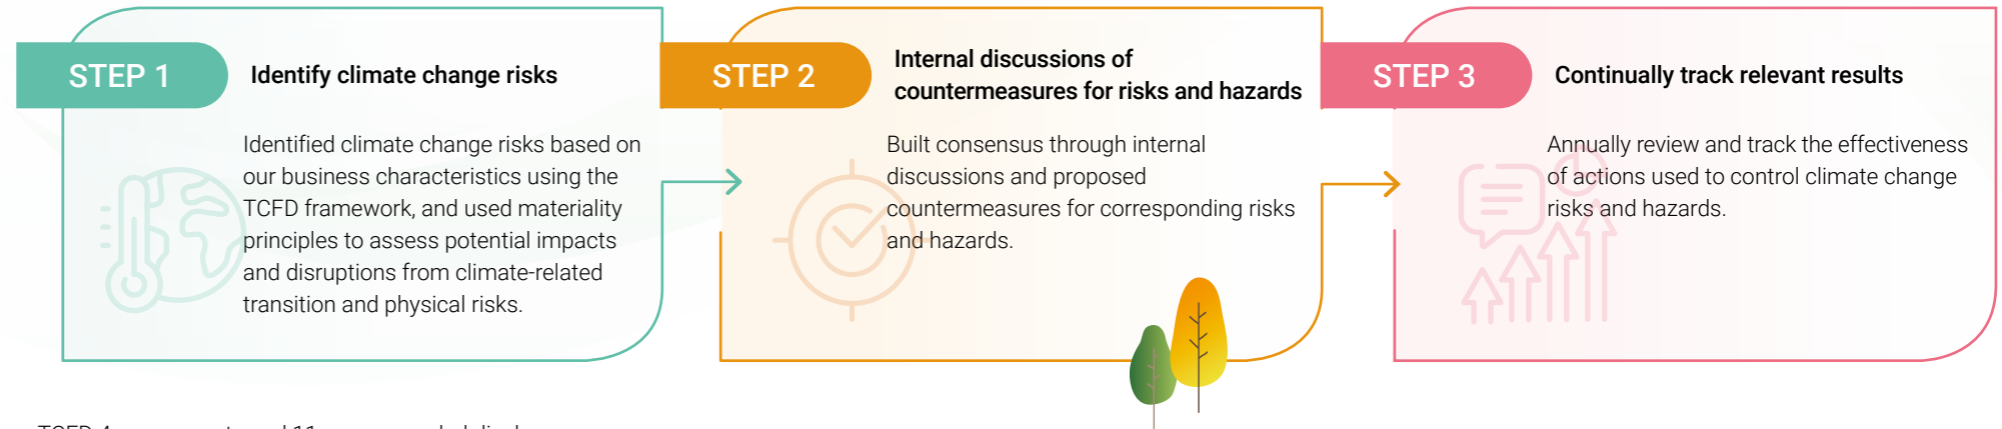 STEP 1
Identify climate change risks
Identified climate change risks based on
our business characteristics using the
TCFD framework, and used materiality
principles to assess potential impacts
and disruptions from climate-related
transition and physical risks.
STEP 2
Internal discussions of
countermeasures for risks and hazards
Built consensus through internal
discussions and proposed
countermeasures for corresponding risks
and hazards.
STEP 3
Continually track relevant results
Annually review and track the effectiveness
of actions used to control climate change
risks and hazards.